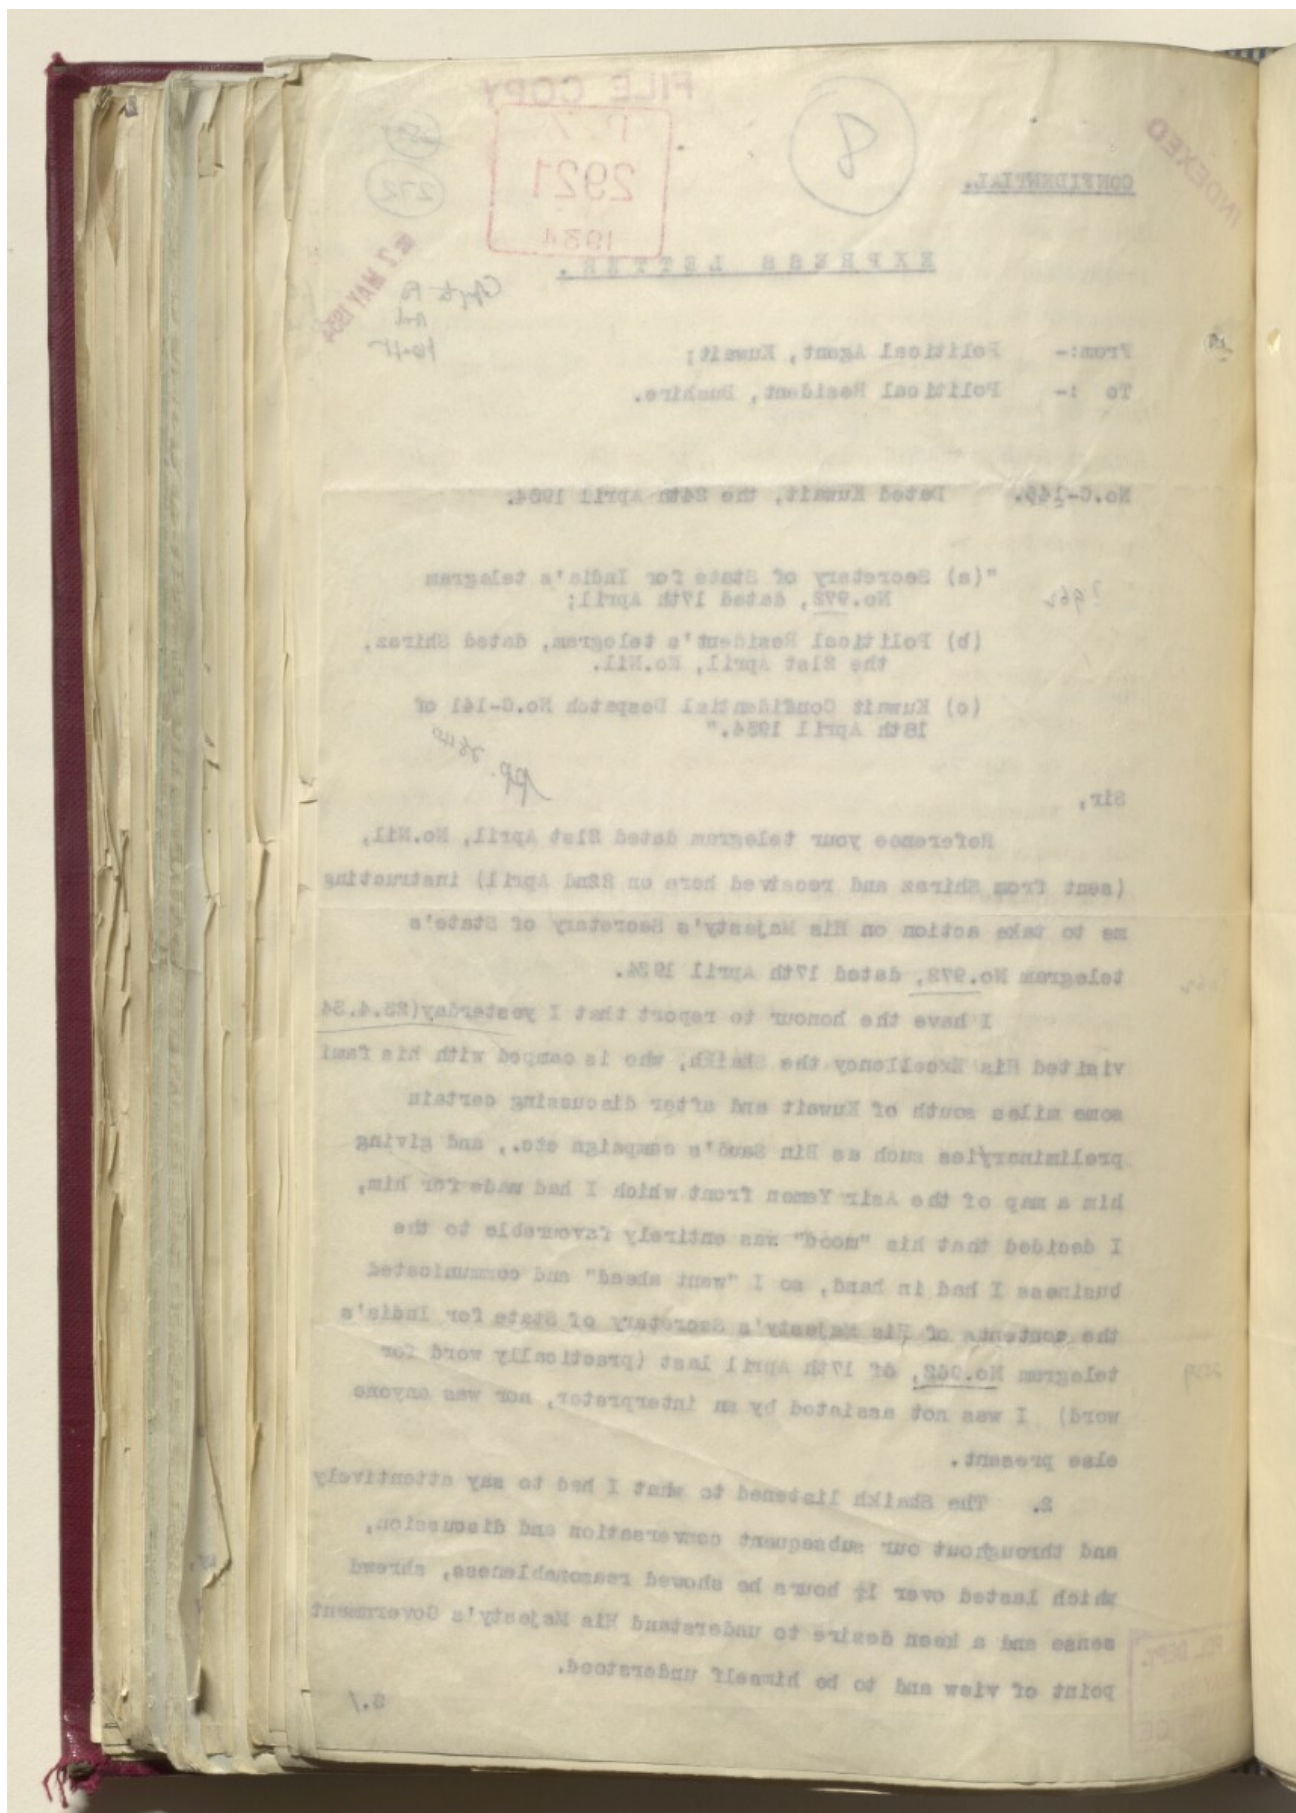 FILE COPY
P.Z.
2921
1934
8
INDEXED
272
CONFIDENTIAL.
EXPRESS LETTER.
MAY 1934
From:- Political Agent, Kuwait;
To :- Political Resident, Bushire.
No.C-145. Dated Kuwait, the 24th April 1934.
"(a) Secretary of State for India's telegram
No.972, dated 17th April;
(b) Political Resident's telegram, dated Shiraz,
the 21st April, No.Nil.
(c) Kuwait Confidential Despatch No.C-141 of
18th April 1934."
Sir,
Reference your telegram dated 21st April, No.Nil,
(sent from Shiraz and received here on 22nd April) instructing
me to take action on His Majesty's Secretary of State's
telegram No.972, dated 17th April 1934.
I have the honour to report that I yesterday(23.4.34
visited His Excellency the Shaikh, who is camped with his fami
some miles south of Kuwait and after discussing certain
preliminary/ies such as Bin Saud's campaign etc., and giving
him a map of the Asir Yemen front which I had made for him,
I decided that his "mood" was entirely favourable to the
business I had in hand, so I "went ahead" and communicated
the contents of His Majesty's Secretary of State for India's
telegram No.962, of 17th April last (practically word for
word) I was not assisted by an interpreter, nor was anyone
else present.
2. The Shaikh listened to what I had to say attentively
and throughout our subsequent conversation and discussion,
which lasted over 1½ hours he showed reasonableness, shrewd
sense and a keen desire to understand His Majesty's Government
point of veiw and to be himself understood.
3./